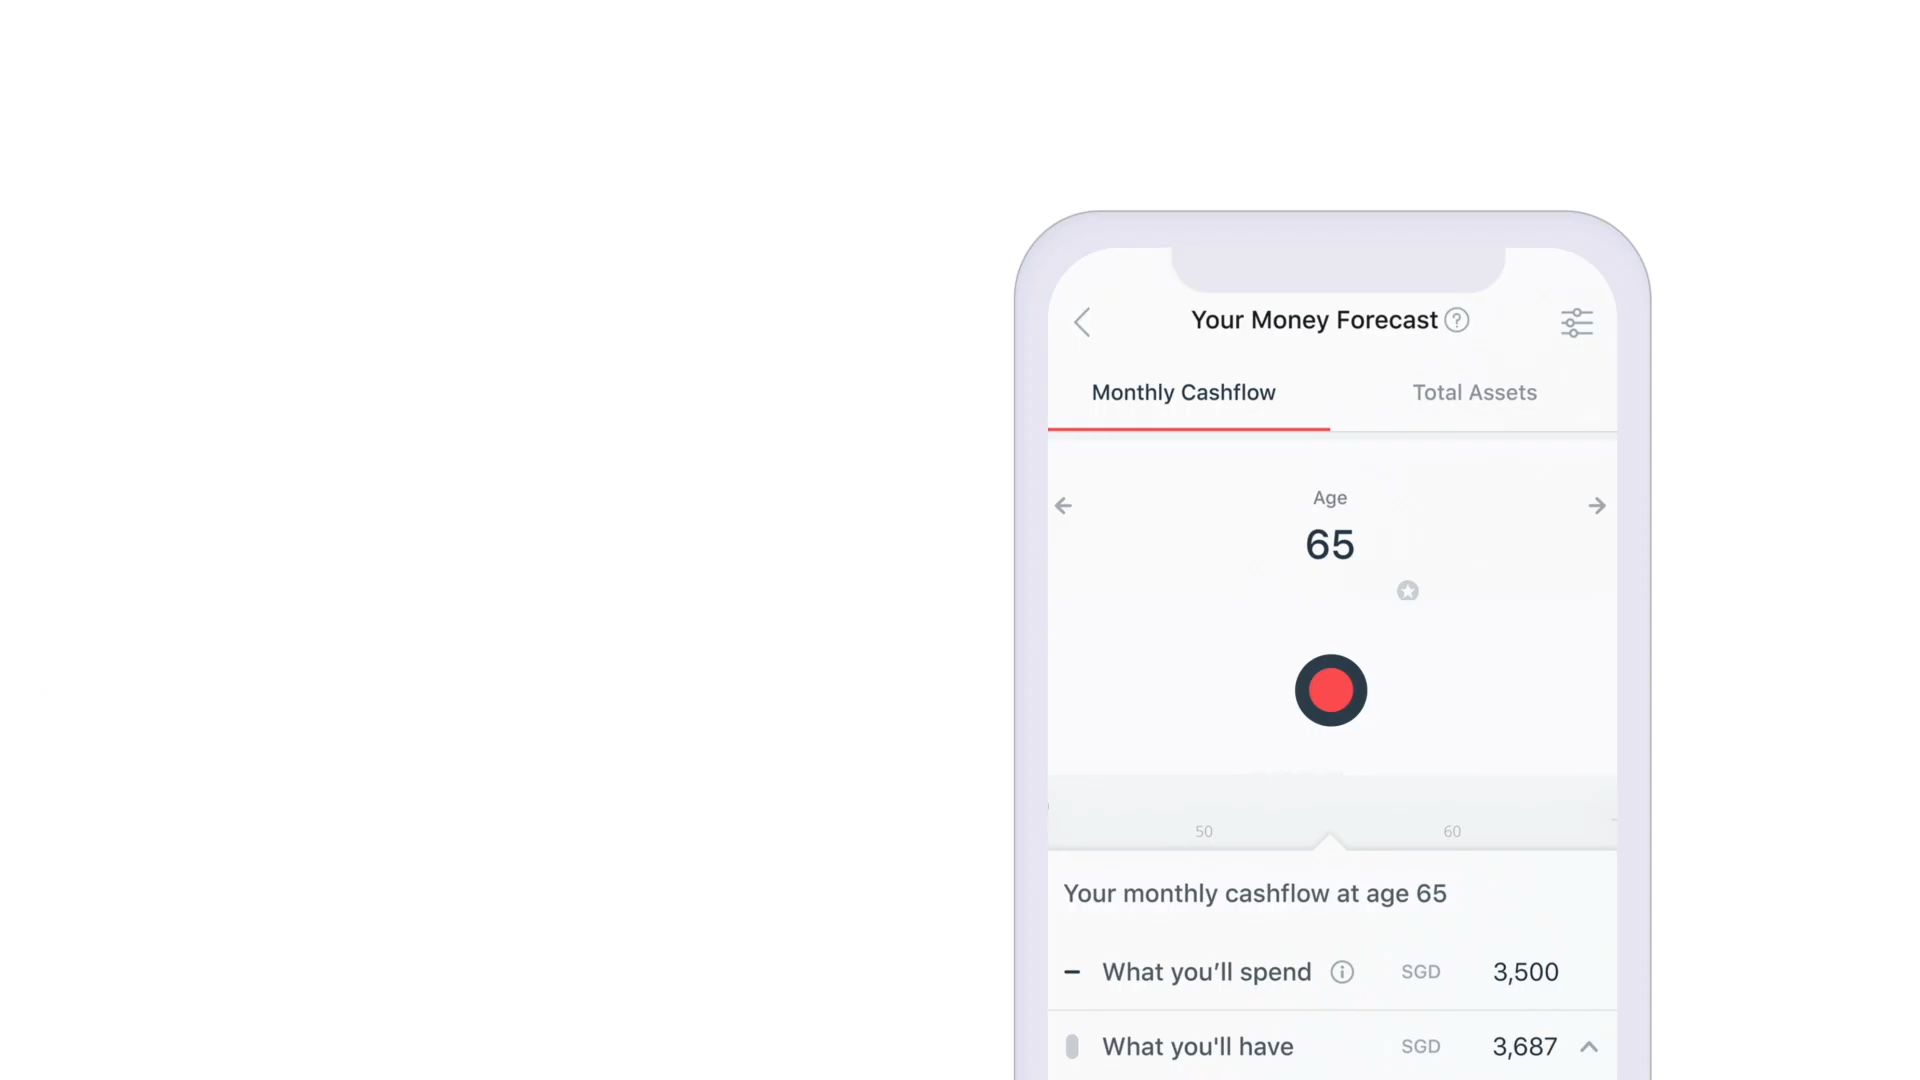 Your Money Forecast ?
Monthly Cashflow Total Assets
Age
65
50 60
Your monthly cashflow at age 65
– What you’ll spend i SGD 3,500
What you'll have SGD 3,687